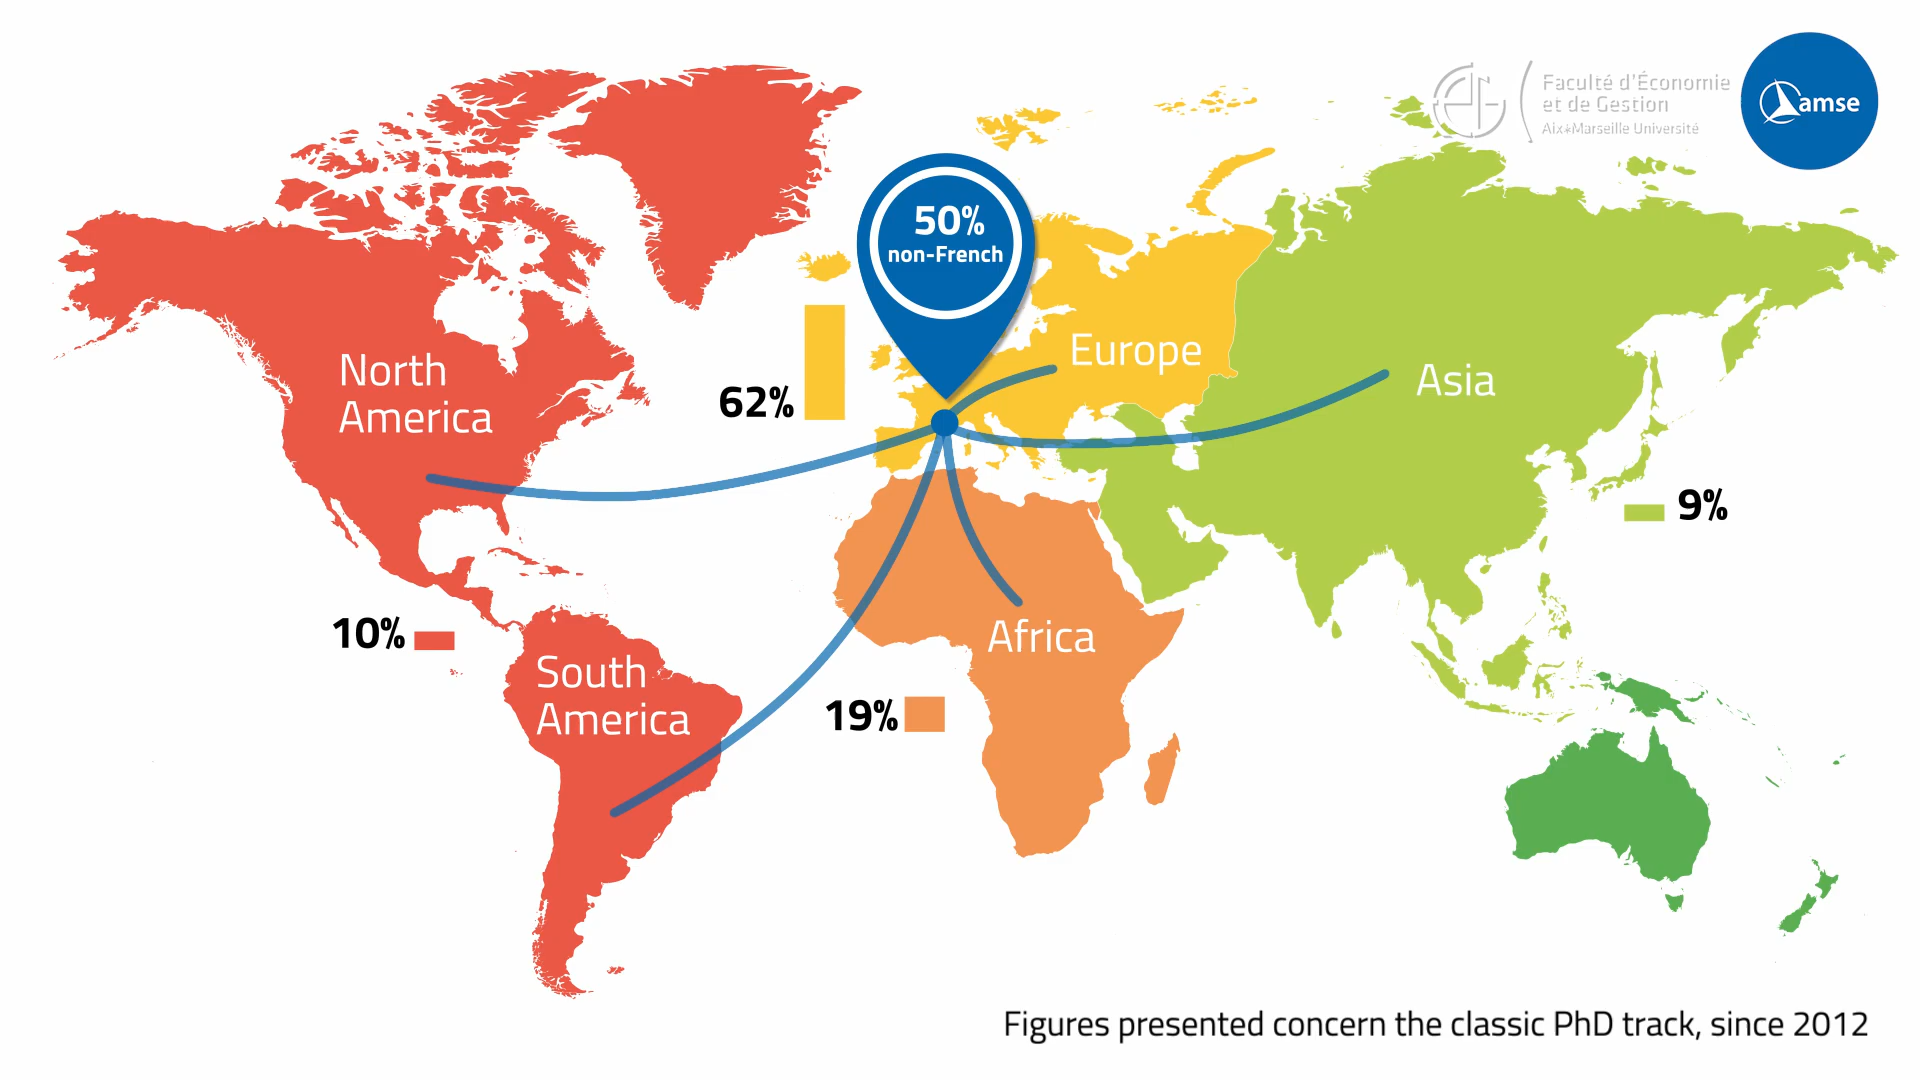 Faculté d'Économie
et de Gestion
Aix*Marseille Université
amse
50%
non-French
North
America
Europe
Asia
62%
9%
10%
South
America
Africa
19%
Figures presented concern the classic PhD track, since 2012